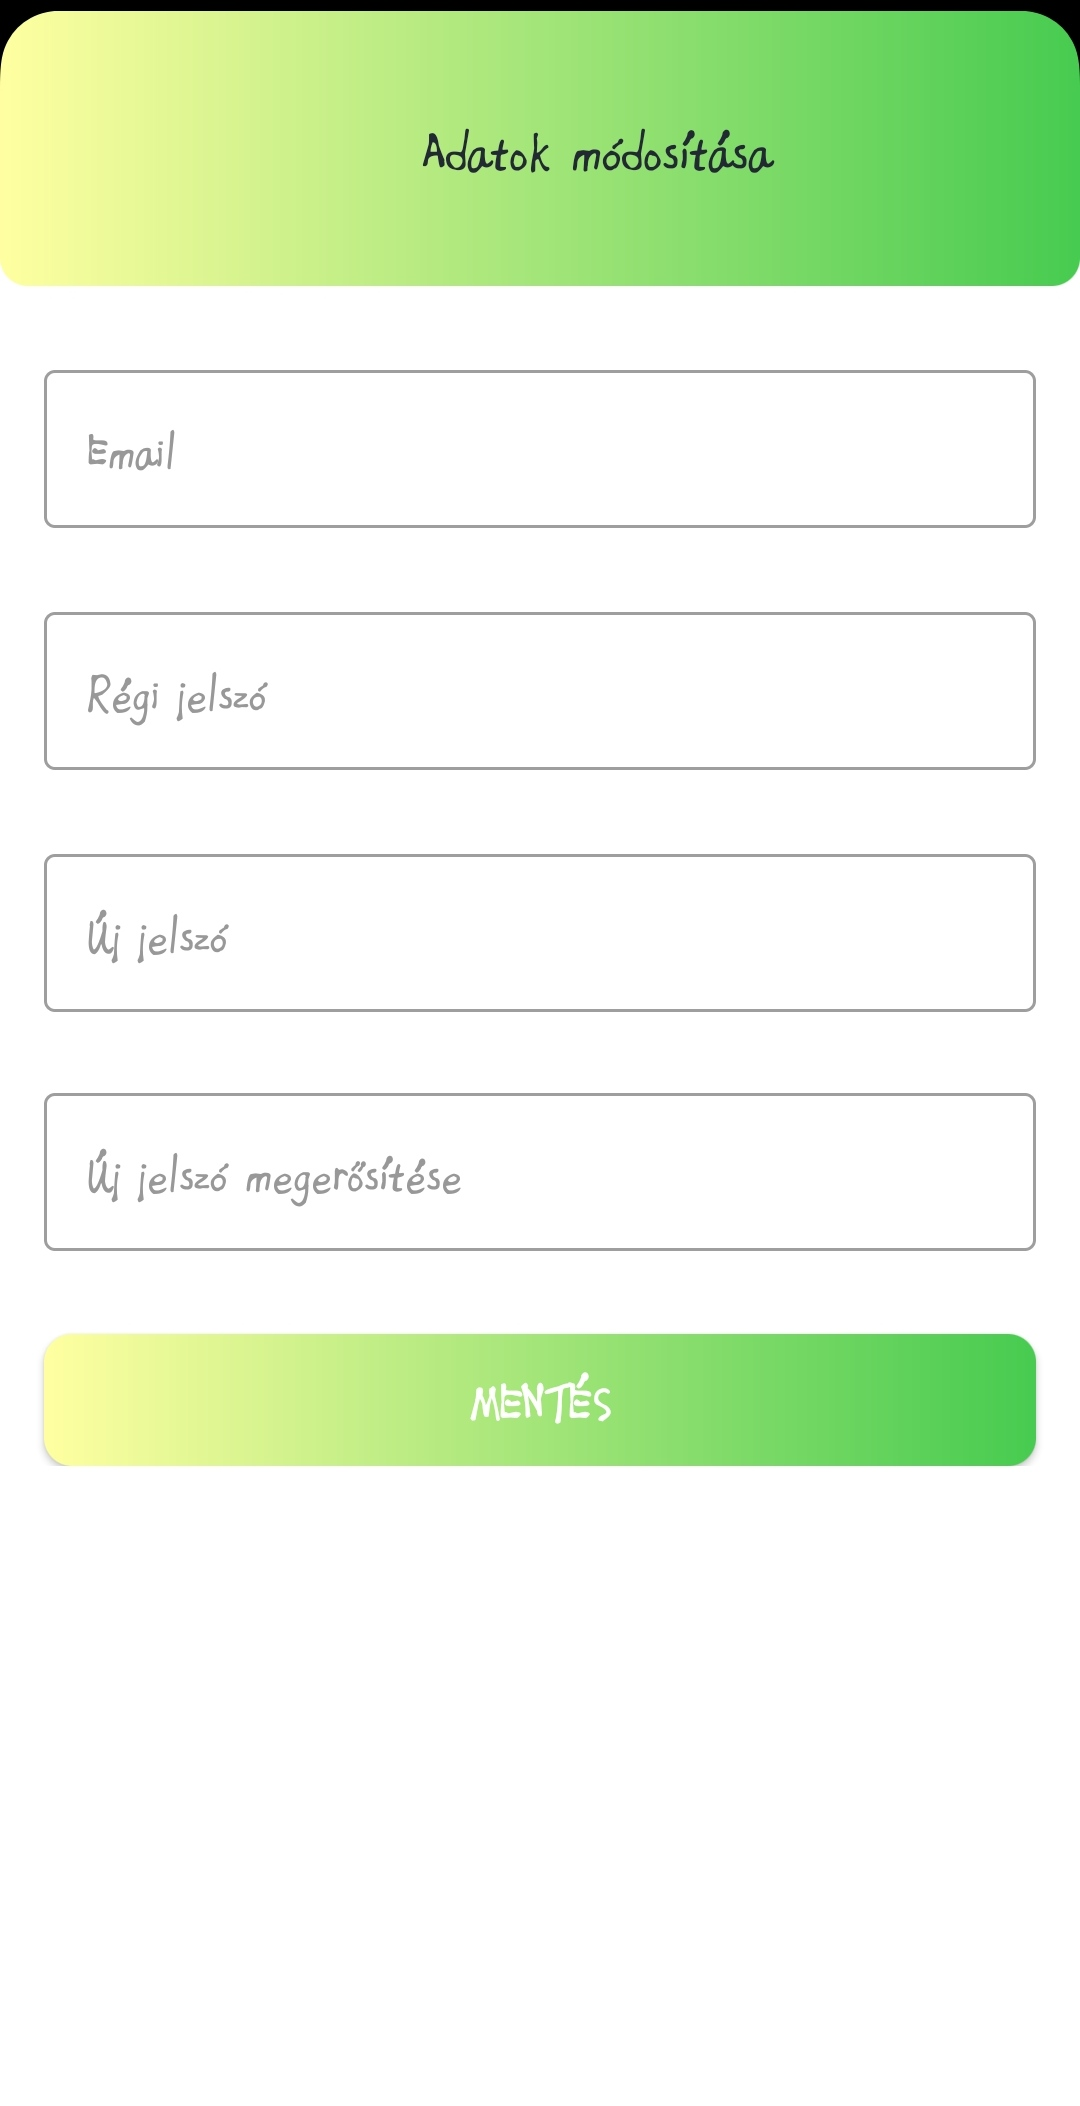 Adatok módosítása
Email
Régi jelszó
Új jelszó
Új jelszó megerősítése
MENTÉS